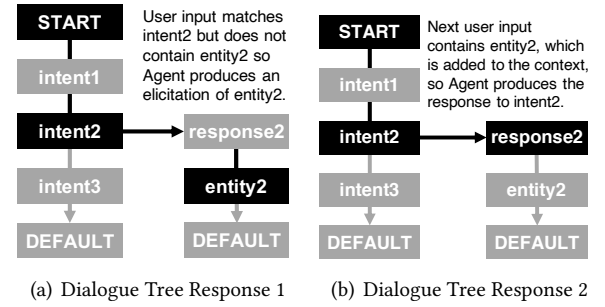 START
User input matches
intent2 but does not
contain entity2 so
Agent produces an
elicitation of entity2.
intent1
intent2
response2
intent3
entity2
DEFAULT
DEFAULT
(a) Dialogue Tree Response 1
START
Next user input
contains entity2, which
is added to the context,
so Agent produces the
response to intent2.
intent1
intent2
response2
intent3
entity2
DEFAULT
DEFAULT
(b) Dialogue Tree Response 2